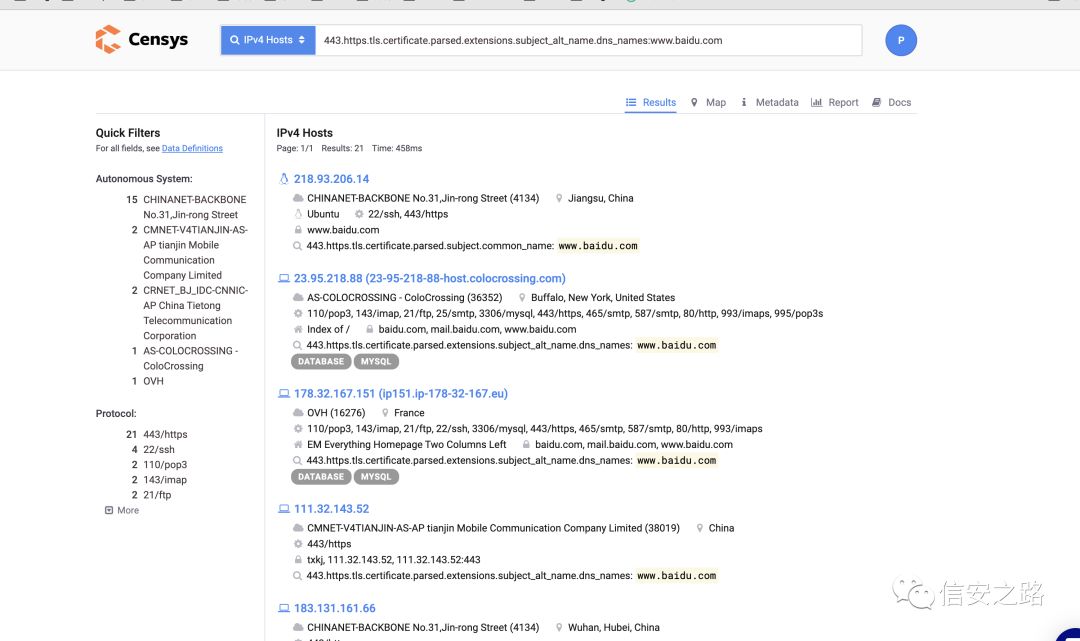 Censys
IPv4 Hosts
443.https.tls.certificate.parsed.extensions.subject_alt_name.dns_names:www.baidu.com
P
Results
Map
Metadata
Report
Docs
Quick Filters
For all fields, see Data Definitions
Autonomous System:
15 CHINANET-BACKBONE
No.31,Jin-rong Street
2 CMNET-V4TIANJIN-AS-
AP tianjin Mobile
Communication
Company Limited
2 CRNET_BJ_IDC-CNNIC-
AP China Tietong
Telecommunication
Corporation
1 AS-COLOCROSSING -
ColoCrossing
1 OVH
Protocol:
21 443/https
4 22/ssh
2 110/pop3
2 143/imap
2 21/ftp
More
IPv4 Hosts
Page: 1/1 Results: 21 Time: 458ms
218.93.206.14
CHINANET-BACKBONE No.31,Jin-rong Street (4134) Jiangsu, China
Ubuntu 22/ssh, 443/https
www.baidu.com
443.https.tls.certificate.parsed.subject.common_name: www.baidu.com
23.95.218.88 (23-95-218-88-host.colocrossing.com)
AS-COLOCROSSING - ColoCrossing (36352) Buffalo, New York, United States
110/pop3, 143/imap, 21/ftp, 25/smtp, 3306/mysql, 443/https, 465/smtp, 587/smtp, 80/http, 993/imaps, 995/pop3s
Index of / baidu.com, mail.baidu.com, www.baidu.com
443.https.tls.certificate.parsed.extensions.subject_alt_name.dns_names: www.baidu.com
DATABASE MYSQL
178.32.167.151 (ip151.ip-178-32-167.eu)
OVH (16276) France
110/pop3, 143/imap, 21/ftp, 22/ssh, 3306/mysql, 443/https, 465/smtp, 587/smtp, 80/http, 993/imaps
EM Everything Homepage Two Columns Left baidu.com, mail.baidu.com, www.baidu.com
443.https.tls.certificate.parsed.extensions.subject_alt_name.dns_names: www.baidu.com
DATABASE MYSQL
111.32.143.52
CMNET-V4TIANJIN-AS-AP tianjin Mobile Communication Company Limited (38019) China
443/https
txkj, 111.32.143.52, 111.32.143.52:443
443.https.tls.certificate.parsed.extensions.subject_alt_name.dns_names: www.baidu.com
183.131.161.66
CHINANET-BACKBONE No.31,Jin-rong Street (4134) Wuhan, Hubei, China
信安之路